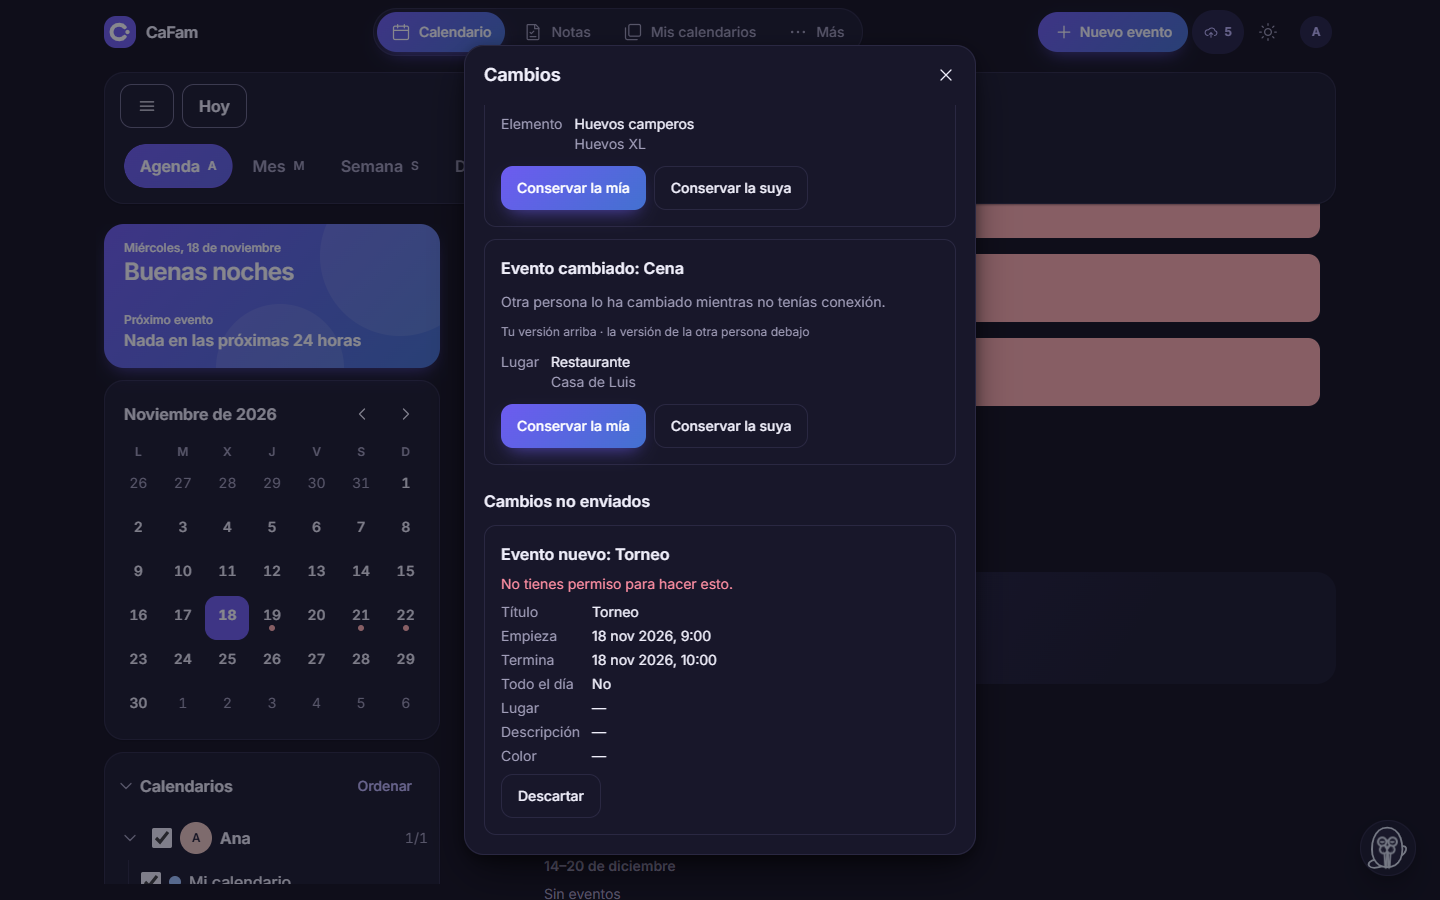 CaFam
Calendario
Notas
Mis calendarios
Más
Nuevo evento
5
A
Hoy
Agenda A
Mes M
Semana S
D
Miércoles, 18 de noviembre
Buenas noches
Próximo evento
Nada en las próximas 24 horas
Noviembre de 2026
L M X J V S D
26 27 28 29 30 31 1
2 3 4 5 6 7 8
9 10 11 12 13 14 15
16 17 18 19 20 21 22
23 24 25 26 27 28 29
30 1 2 3 4 5 6
Calendarios
Ordenar
A
Ana
1/1
Mi calendario
Cambios
Elemento Huevos camperos
Huevos XL
Conservar la mía
Conservar la suya
Evento cambiado: Cena
Otra persona lo ha cambiado mientras no tenías conexión.
Tu versión arriba · la versión de la otra persona debajo
Lugar Restaurante
Casa de Luis
Conservar la mía
Conservar la suya
Cambios no enviados
Evento nuevo: Torneo
No tienes permiso para hacer esto.
Título Torneo
Empieza 18 nov 2026, 9:00
Termina 18 nov 2026, 10:00
Todo el día No
Lugar —
Descripción —
Color —
Descartar
14–20 de diciembre
Sin eventos